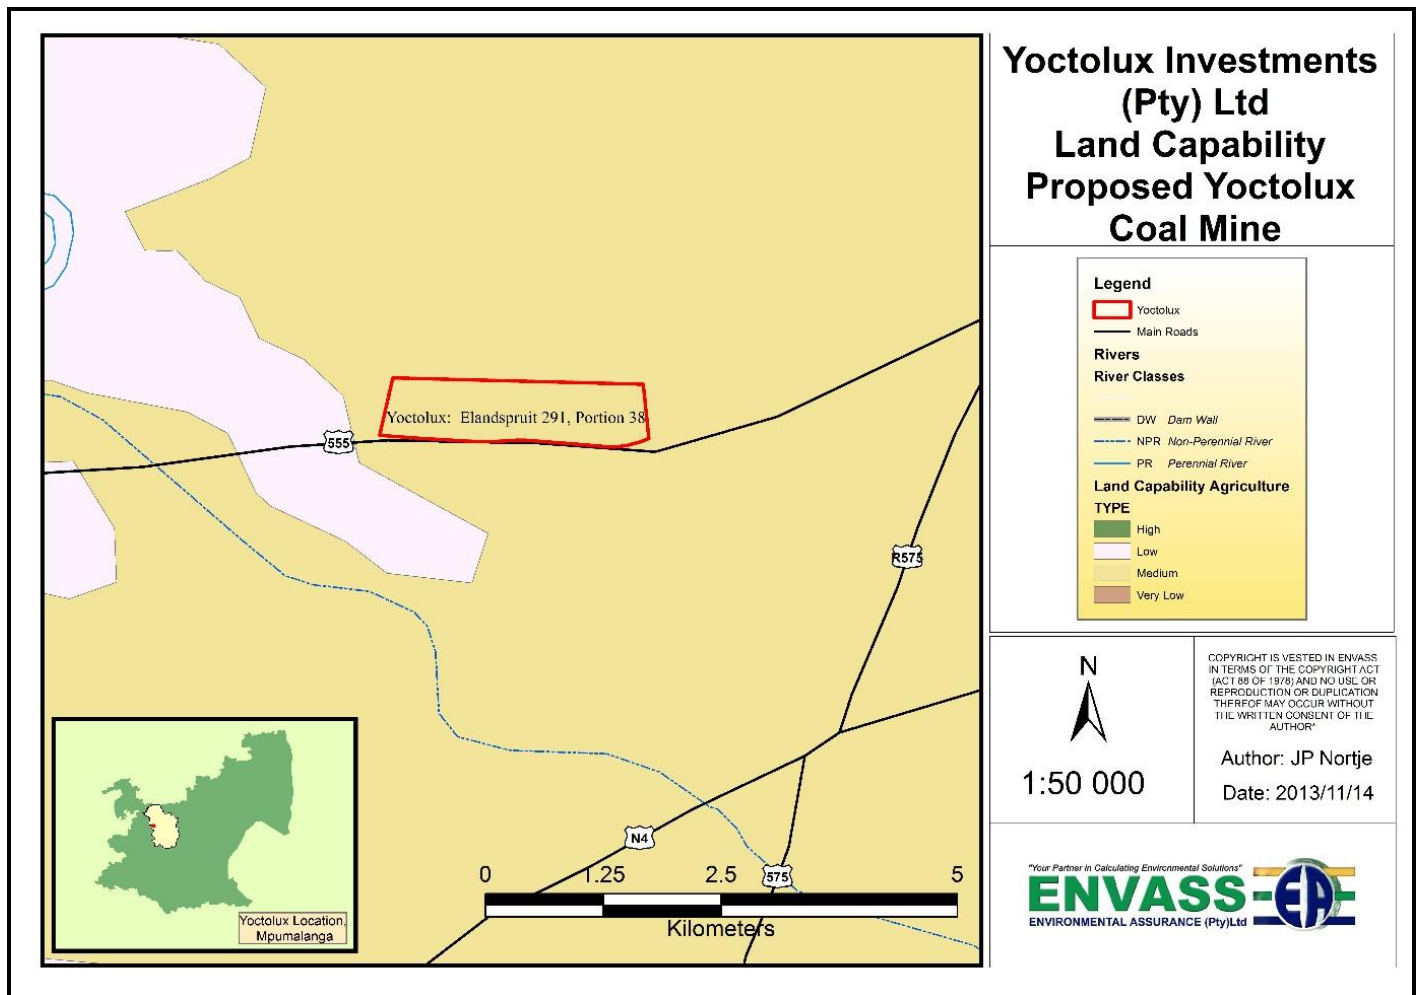 Yoctolux Investments
(Pty) Ltd
Land Capability
Proposed Yoctolux
Coal Mine
Legend
Yoctolux
Main Roads
Rivers
River Classes
DW Dam Wall
NPR Non-Perennial River
PR Perennial River
Land Capability Agriculture
TYPE
High
Low
Medium
Very Low
Yoctolux: Elandspruit 291, Portion 38
555
R575
N4
575
0 1.25 2.5 5
Kilometers
Yoctolux Location,
Mpumalanga
N
1:50 000
COPYRIGHT IS VESTED IN ENVASS
IN TERMS OF THE COPYRIGHT ACT
(ACT 88 OF 1978) AND NO USE OR
REPRODUCTION OR DUPLICATION
THEREOF MAY OCCUR WITHOUT
THE WRITTEN CONSENT OF THE
AUTHOR"
Author: JP Nortje
Date: 2013/11/14
"Your Partner in Calculating Environmental Solutions"
ENVASS
ENVIRONMENTAL ASSURANCE (Pty)Ltd
EA